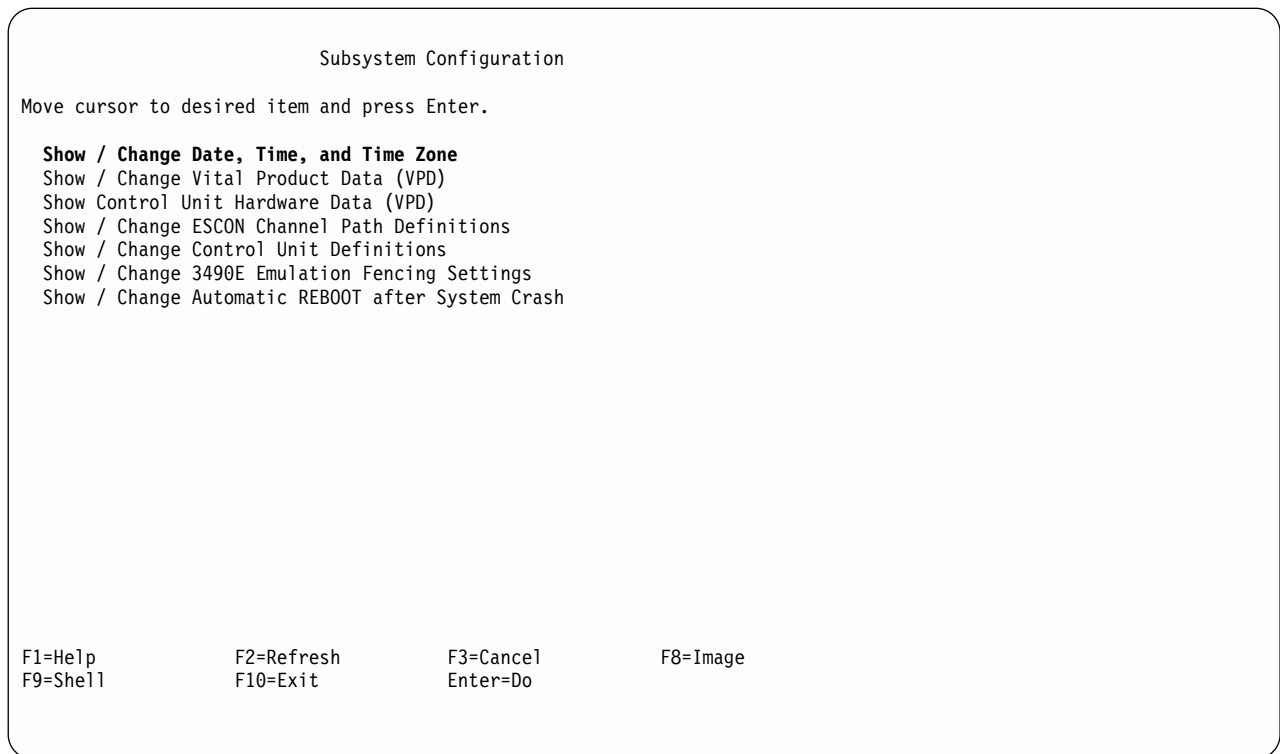 Subsystem Configuration
Move cursor to desired item and press Enter.
Show / Change Date, Time, and Time Zone
Show / Change Vital Product Data (VPD)
Show Control Unit Hardware Data (VPD)
Show / Change ESCON Channel Path Definitions
Show / Change Control Unit Definitions
Show / Change 3490E Emulation Fencing Settings
Show / Change Automatic REBOOT after System Crash
F1=Help F2=Refresh F3=Cancel F8=Image
F9=Shell F10=Exit Enter=Do